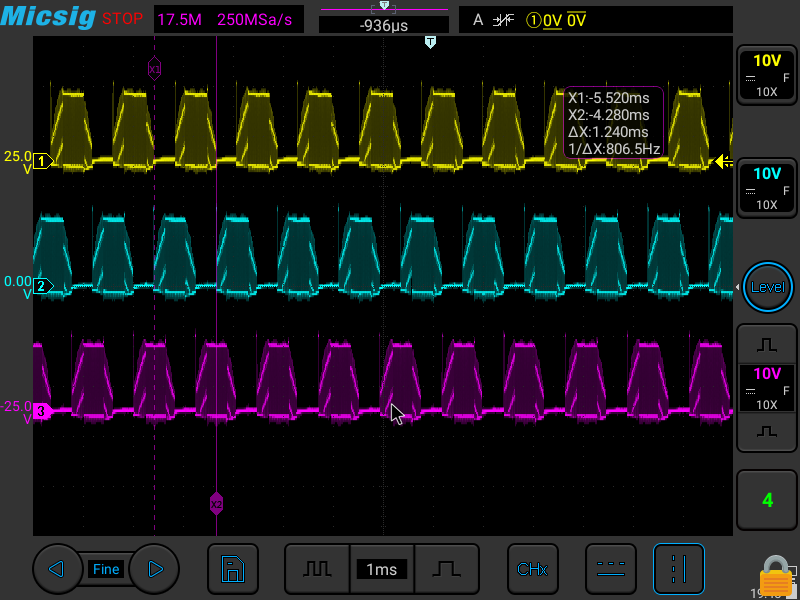 Micsig STOP 17.5M 250MSa/s -936µs A ①0V 0V
T
10V
F
10X
X1
X1:-5.520ms
X2:-4.280ms
ΔX:1.240ms
1/ΔX:806.5Hz
25.0
V
1
10V
F
10X
0.00
V
2
Level
10V
F
10X
-25.0
V
3
X2
4
Fine
1ms
CHx